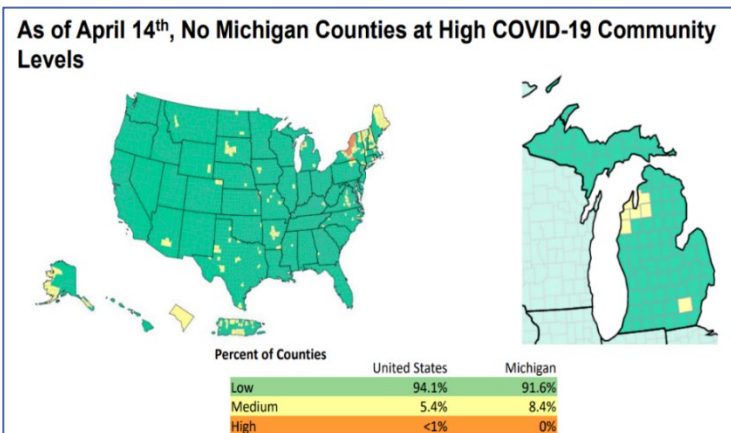 As of April 14th, No Michigan Counties at High COVID-19 Community
Levels
Percent of Counties
United States Michigan
Low 94.1% 91.6%
Medium 5.4% 8.4%
High <1% 0%